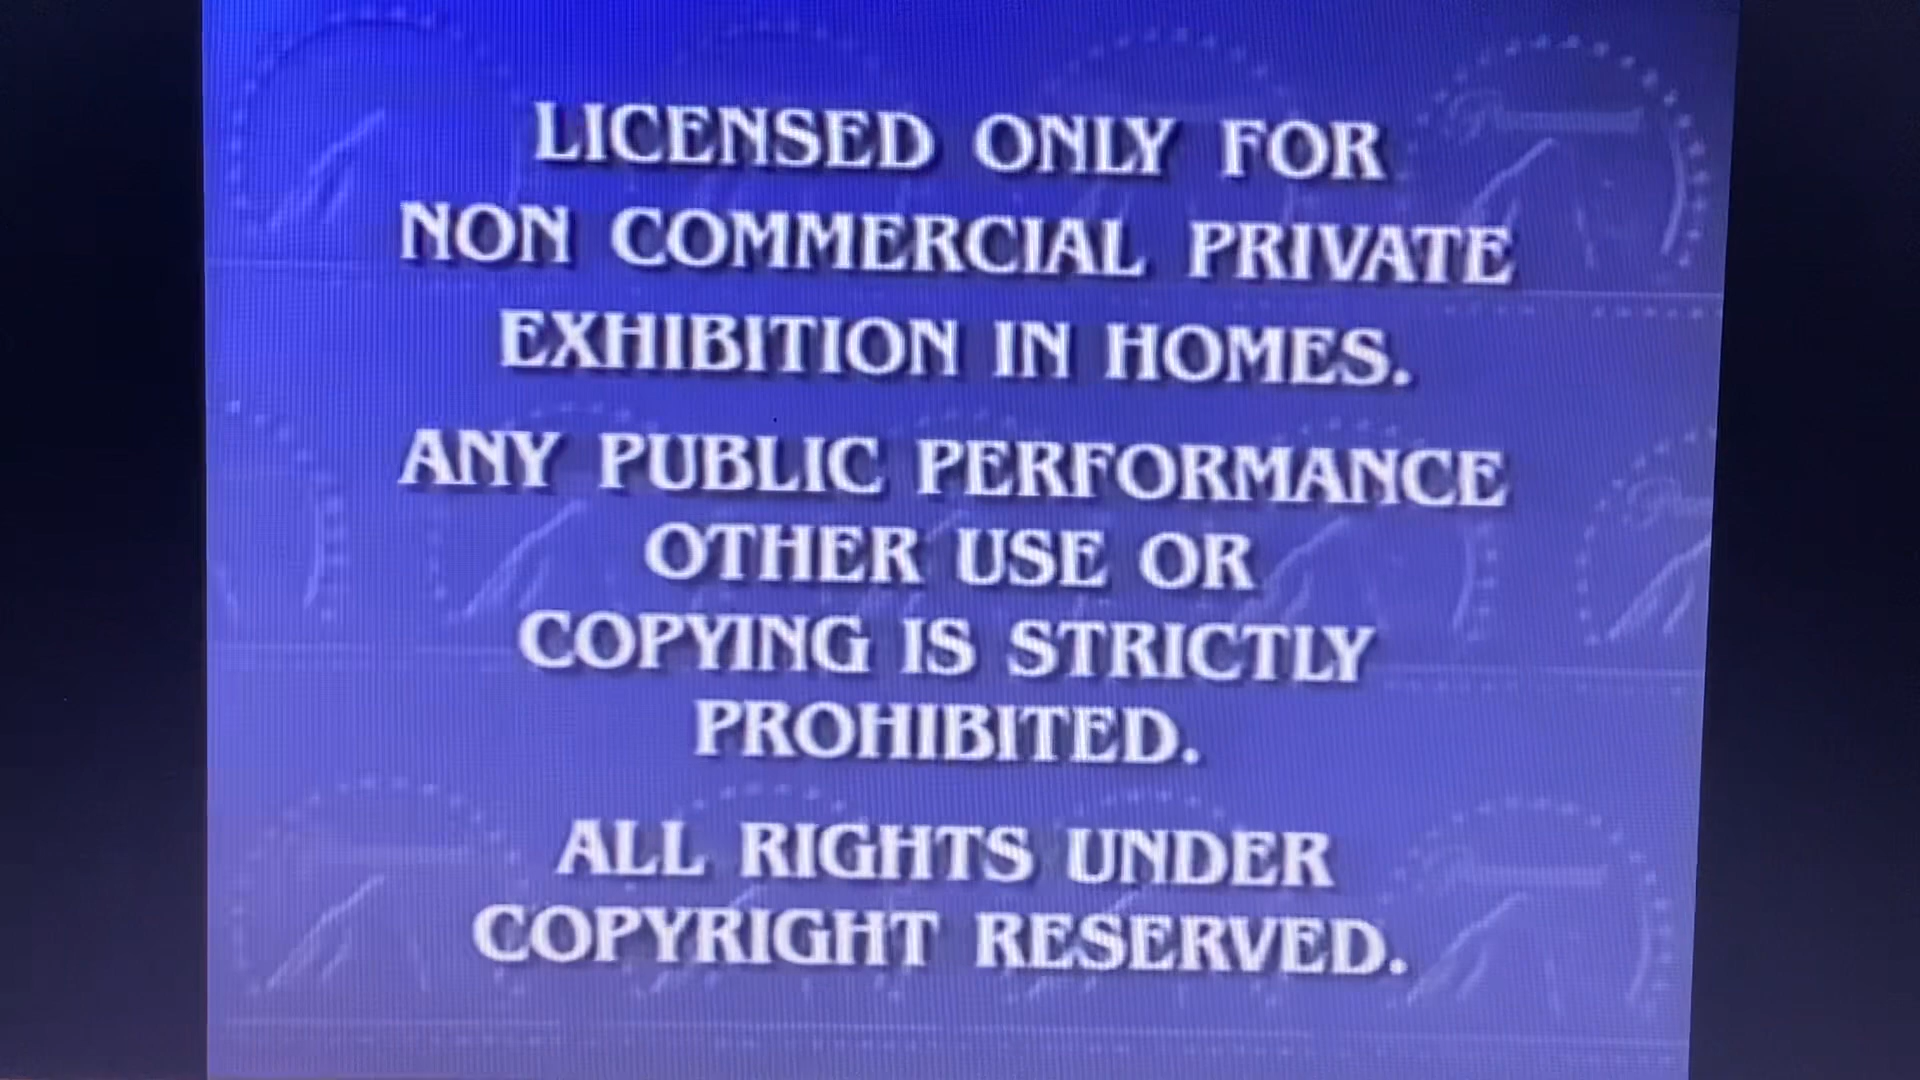 LICENSED ONLY FOR
NON COMMERCIAL PRIVATE
EXHIBITION IN HOMES.
ANY PUBLIC PERFORMANCE
OTHER USE OR
COPYING IS STRICTLY
PROHIBITED.
ALL RIGHTS UNDER
COPYRIGHT RESERVED.